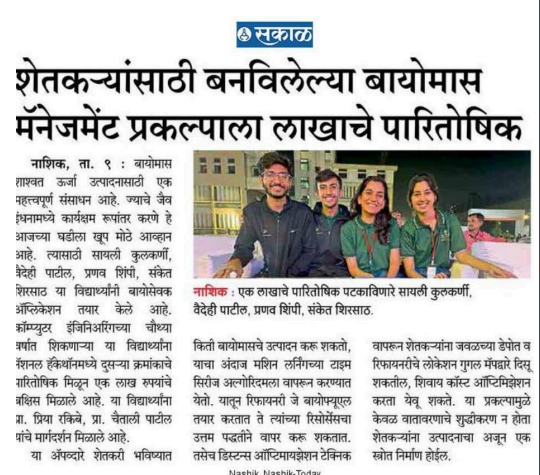 सकाळ
शेतकऱ्यांसाठी बनविलेल्या बायोमास
मॅनेजमेंट प्रकल्पाला लाखाचे पारितोषिक
नाशिक, ता. ९ : बायोमास
शाश्वत ऊर्जा उत्पादनासाठी एक
महत्त्वपूर्ण संसाधन आहे. ज्याचे जैव
इंधनामध्ये कार्यक्षम रूपांतर करणे हे
आजच्या घडीला खूप मोठे आव्हान
आहे. त्यासाठी सायली कुलकर्णी,
वैदेही पाटील, प्रणव शिंपी, संकेत
शिरसाठ या विद्यार्थ्यांनी बायोसेवक
ॲप्लिकेशन तयार केले आहे.
कॉम्प्युटर इंजिनिअरिंगच्या चौथ्या
वर्षात शिकणाऱ्या या विद्यार्थ्यांना
नॅशनल हॅकेथॉनमध्ये दुसऱ्या क्रमांकाचे
पारितोषिक मिळून एक लाख रुपयांचे
बक्षिस मिळाले आहे. या विद्यार्थ्यांना
प्रा. प्रिया रकिबे, प्रा. चैताली पाटील
यांचे मार्गदर्शन मिळाले आहे.
या ॲपव्दारे शेतकरी भविष्यात
नाशिक : एक लाखाचे पारितोषिक पटकाविणारे सायली कुलकर्णी,
वैदेही पाटील, प्रणव शिंपी, संकेत शिरसाठ.
किती बायोमासचे उत्पादन करू शकतो,
याचा अंदाज मशिन लर्निंगच्या टाइम
सिरीज अल्गोरिदमला वापरून करण्यात
येतो. यातून रिफायनरी जे बायोफ्यूएल
तयार करतात ते त्यांच्या रिसोर्सेसचा
उत्तम पद्धतीने वापर करू शकतात.
तसेच डिस्टन्स ऑप्टिमायझेशन टेक्निक
वापरून शेतकऱ्यांना जवळच्या डेपोत व
रिफायनरीचे लोकेशन गुगल मॅपद्वारे दिसू
शकतील, शिवाय कॉस्ट ऑप्टिमिझेशन
करता येवू शकते. या प्रकल्पामुळे
केवळ वातावरणाचे शुद्धीकरण न होता
शेतकऱ्यांना उत्पादनाचा अजून एक
स्रोत निर्माण होईल.
Nashik, Nashik-Today